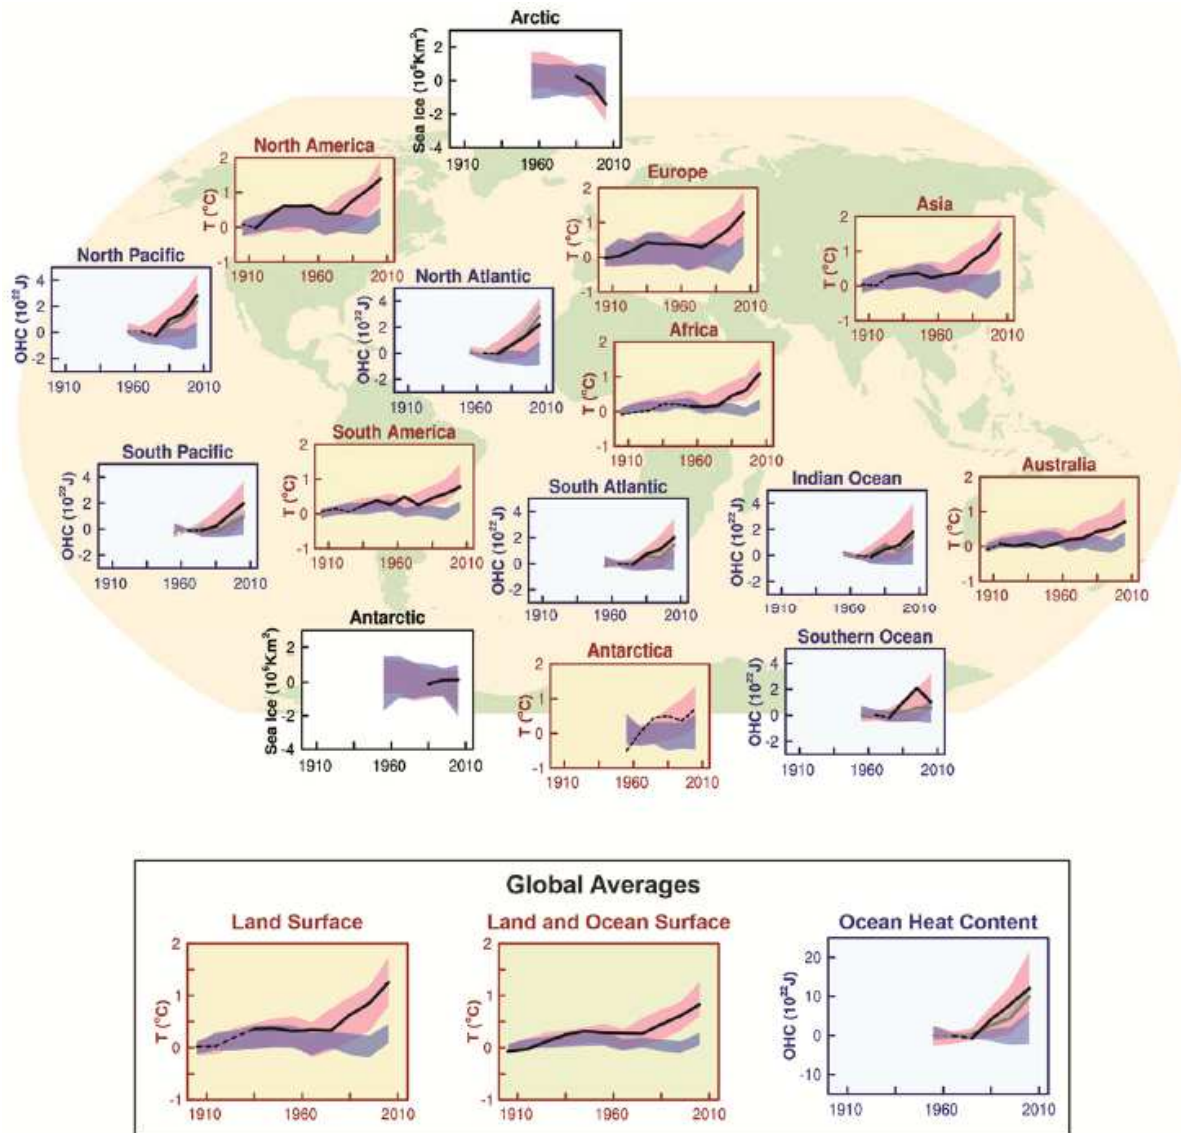 Arctic
Sea Ice (10⁶Km²)
2
0
-2
-4
1910 1960 2010
North America
T (°C)
2
1
0
-1
1910 1960 2010
Europe
T (°C)
2
1
0
-1
1910 1960 2010
Asia
T (°C)
2
1
0
-1
1910 1960 2010
North Pacific
OHC (10²²J)
4
2
0
-2
1910 1960 2010
North Atlantic
OHC (10²²J)
4
2
0
-2
1910 1960 2010
Africa
T (°C)
2
1
0
-1
1910 1960 2010
South Pacific
OHC (10²²J)
4
2
0
-2
1910 1960 2010
South America
T (°C)
2
1
0
-1
1910 1960 2010
South Atlantic
OHC (10²²J)
4
2
0
-2
1910 1960 2010
Indian Ocean
OHC (10²²J)
4
2
0
-2
1910 1960 2010
Australia
T (°C)
2
1
0
-1
1910 1960 2010
Antarctic
Sea Ice (10⁶Km²)
2
0
-2
-4
1910 1960 2010
Antarctica
T (°C)
2
1
0
-1
1910 1960 2010
Southern Ocean
OHC (10²²J)
4
2
0
-2
1910 1960 2010
Global Averages
Land Surface
T (°C)
2
1
0
-1
1910 1960 2010
Land and Ocean Surface
T (°C)
2
1
0
-1
1910 1960 2010
Ocean Heat Content
OHC (10²²J)
20
10
0
-10
1910 1960 2010